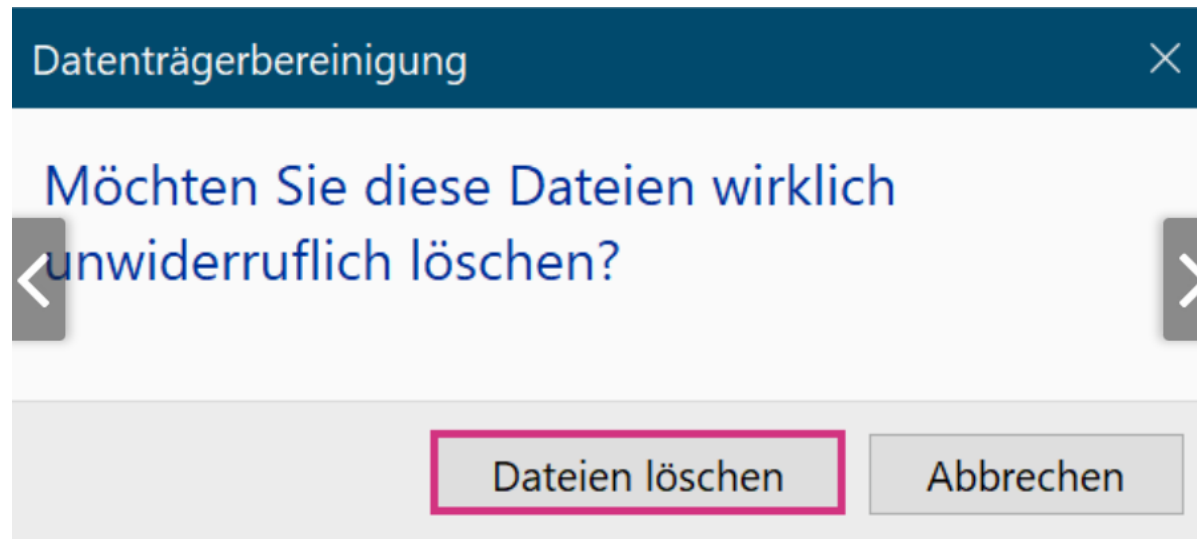 Datenträgerbereinigung
Möchten Sie diese Dateien wirklich
unwiderruflich löschen?
Dateien löschen
Abbrechen